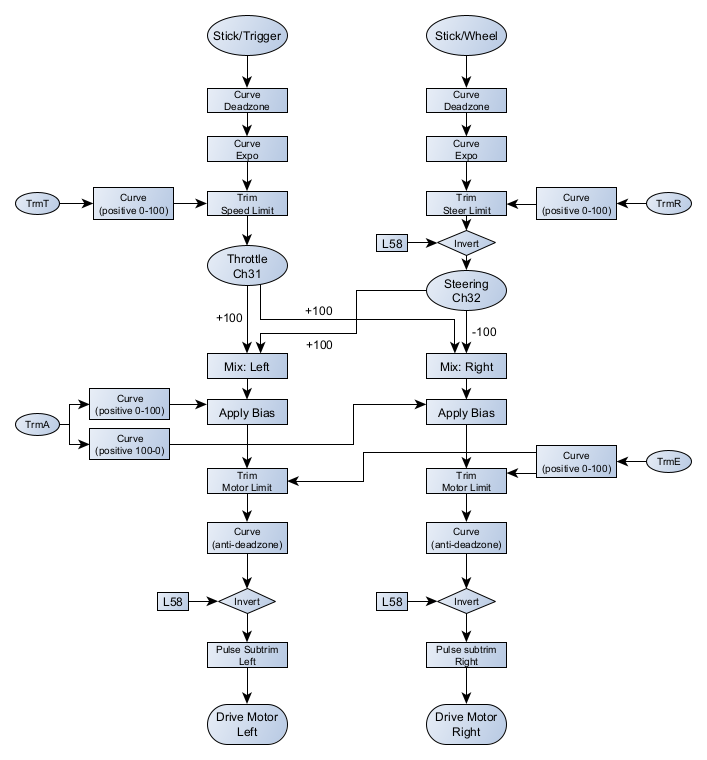 Stick/Trigger
Stick/Wheel
Curve
Deadzone
Curve
Deadzone
Curve
Expo
Curve
Expo
TrmT
Curve
(positive 0-100)
Trim
Speed Limit
Trim
Steer Limit
Curve
(positive 0-100)
TrmR
L58
Invert
Throttle
Ch31
Steering
Ch32
+100
+100
+100
-100
Mix: Left
Mix: Right
TrmA
Curve
(positive 0-100)
Curve
(positive 100-0)
Apply Bias
Apply Bias
Trim
Motor Limit
Trim
Motor Limit
Curve
(positive 0-100)
TrmE
Curve
(anti-deadzone)
Curve
(anti-deadzone)
L58
Invert
L58
Invert
Pulse Subtrim
Left
Pulse subtrim
Right
Drive Motor
Left
Drive Motor
Right